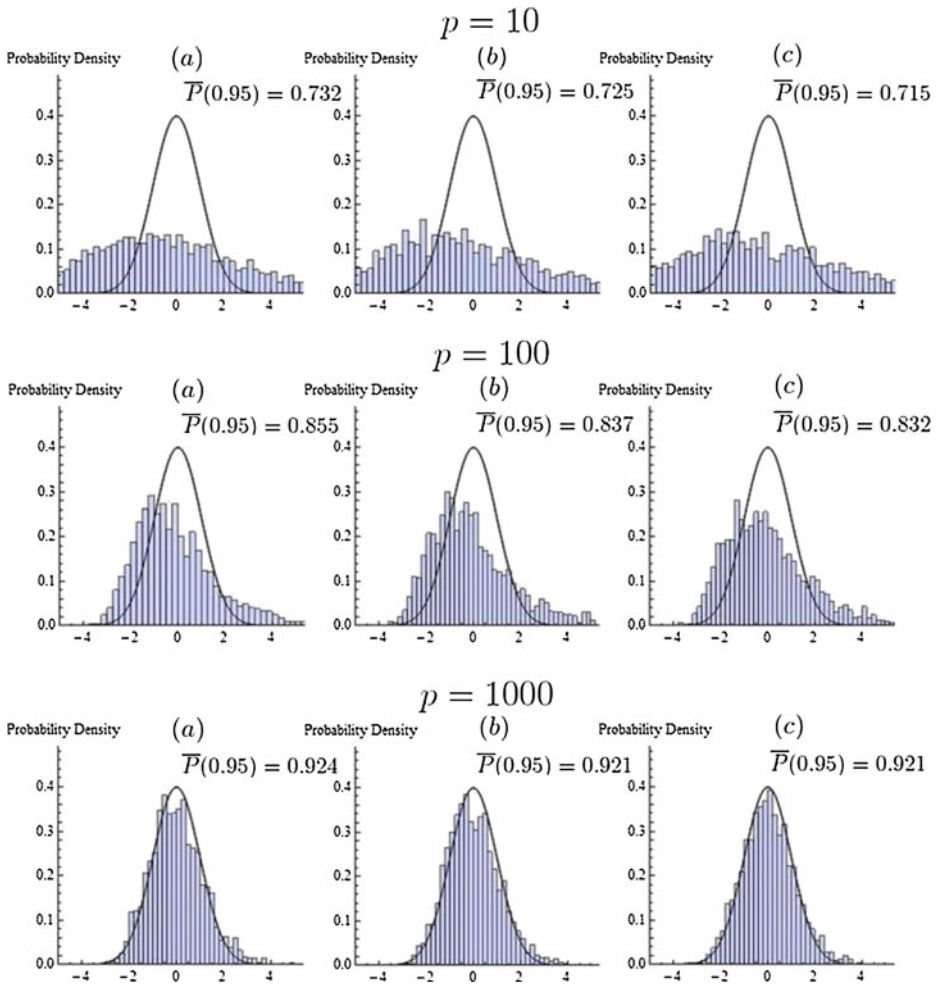 p = 10
Probability Density (a) Probability Density (b) Probability Density (c)
P̅(0.95) = 0.732 P̅(0.95) = 0.725 P̅(0.95) = 0.715
0.4 0.4 0.4
0.3 0.3 0.3
0.2 0.2 0.2
0.1 0.1 0.1
0.0 0.0 0.0
−4 −2 0 2 4 −4 −2 0 2 4 −4 −2 0 2 4
p = 100
Probability Density (a) Probability Density (b) Probability Density (c)
P̅(0.95) = 0.855 P̅(0.95) = 0.837 P̅(0.95) = 0.832
0.4 0.4 0.4
0.3 0.3 0.3
0.2 0.2 0.2
0.1 0.1 0.1
0.0 0.0 0.0
−4 −2 0 2 4 −4 −2 0 2 4 −4 −2 0 2 4
p = 1000
Probability Density (a) Probability Density (b) Probability Density (c)
P̅(0.95) = 0.924 P̅(0.95) = 0.921 P̅(0.95) = 0.921
0.4 0.4 0.4
0.3 0.3 0.3
0.2 0.2 0.2
0.1 0.1 0.1
0.0 0.0 0.0
−4 −2 0 2 4 −4 −2 0 2 4 −4 −2 0 2 4